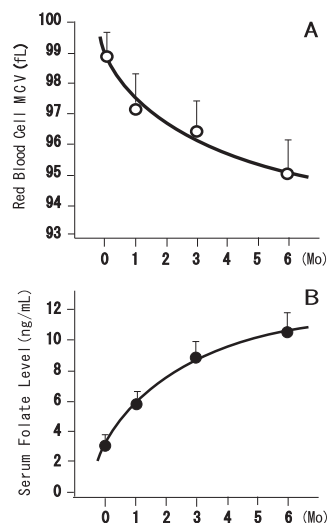 A
100
99
98
97
96
95
94
93
Red Blood Cell MCV (fL)
0 1 2 3 4 5 6 (Mo)
B
12
10
8
6
4
2
0
Serum Folate Level (ng/mL)
0 1 2 3 4 5 6 (Mo)